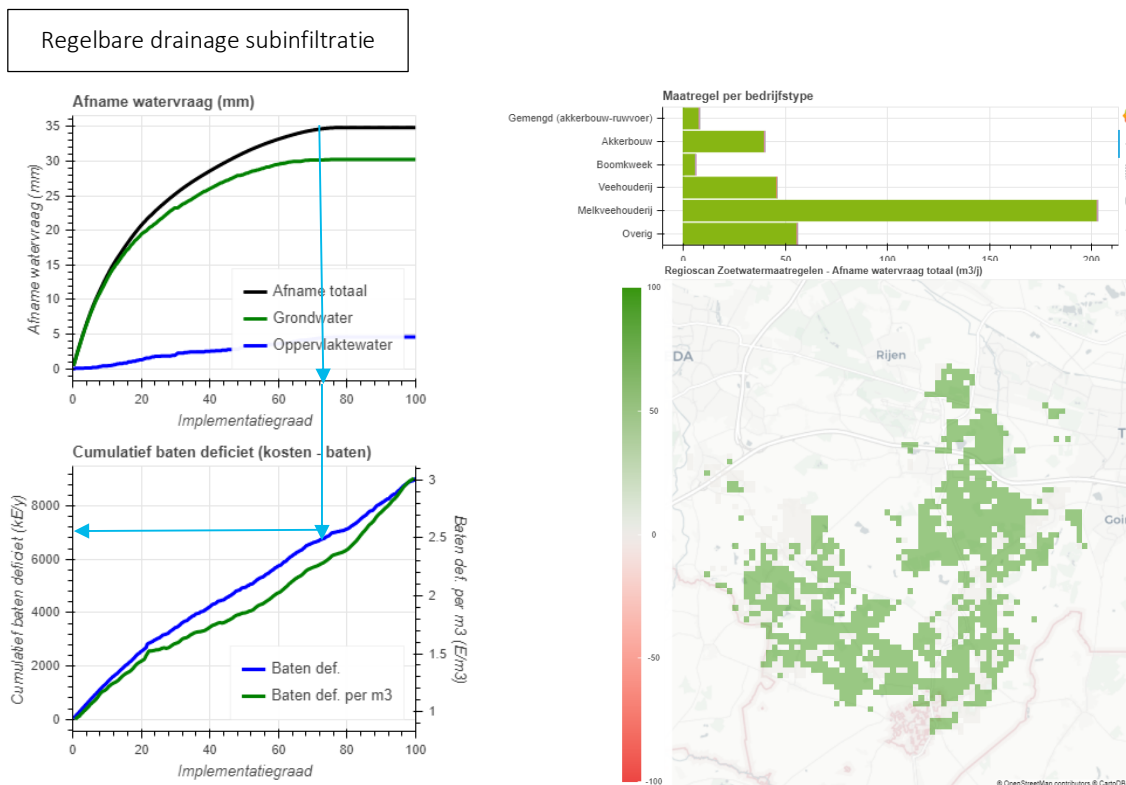 Regelbare drainage subinfiltratie
Afname watervraag (mm)
Afname watervraag (mm)
35
30
25
20
15
10
5
0
Afname totaal
Grondwater
Oppervlaktewater
0 20 40 60 80 100
Implementatiegraad
Cumulatief baten deficiet (kosten - baten)
Cumulatief baten deficiet (kE/y)
8000
6000
4000
2000
0
Baten def.
Baten def. per m3
3
2.5
2
1.5
1
Baten def. per m3 (E/m3)
0 20 40 60 80 100
Implementatiegraad
Maatregel per bedrijfstype
Gemengd (akkerbouw-ruwvoer)
Akkerbouw
Boomkweek
Veehouderij
Melkveehouderij
Overig
0 50 100 150 200
Regioscan Zoetwatermaatregelen - Afname watervraag totaal (m3/j)
100
50
0
-50
-100
DA
Rijen
T
Goi
© OpenStreetMap contributors © CartoDB